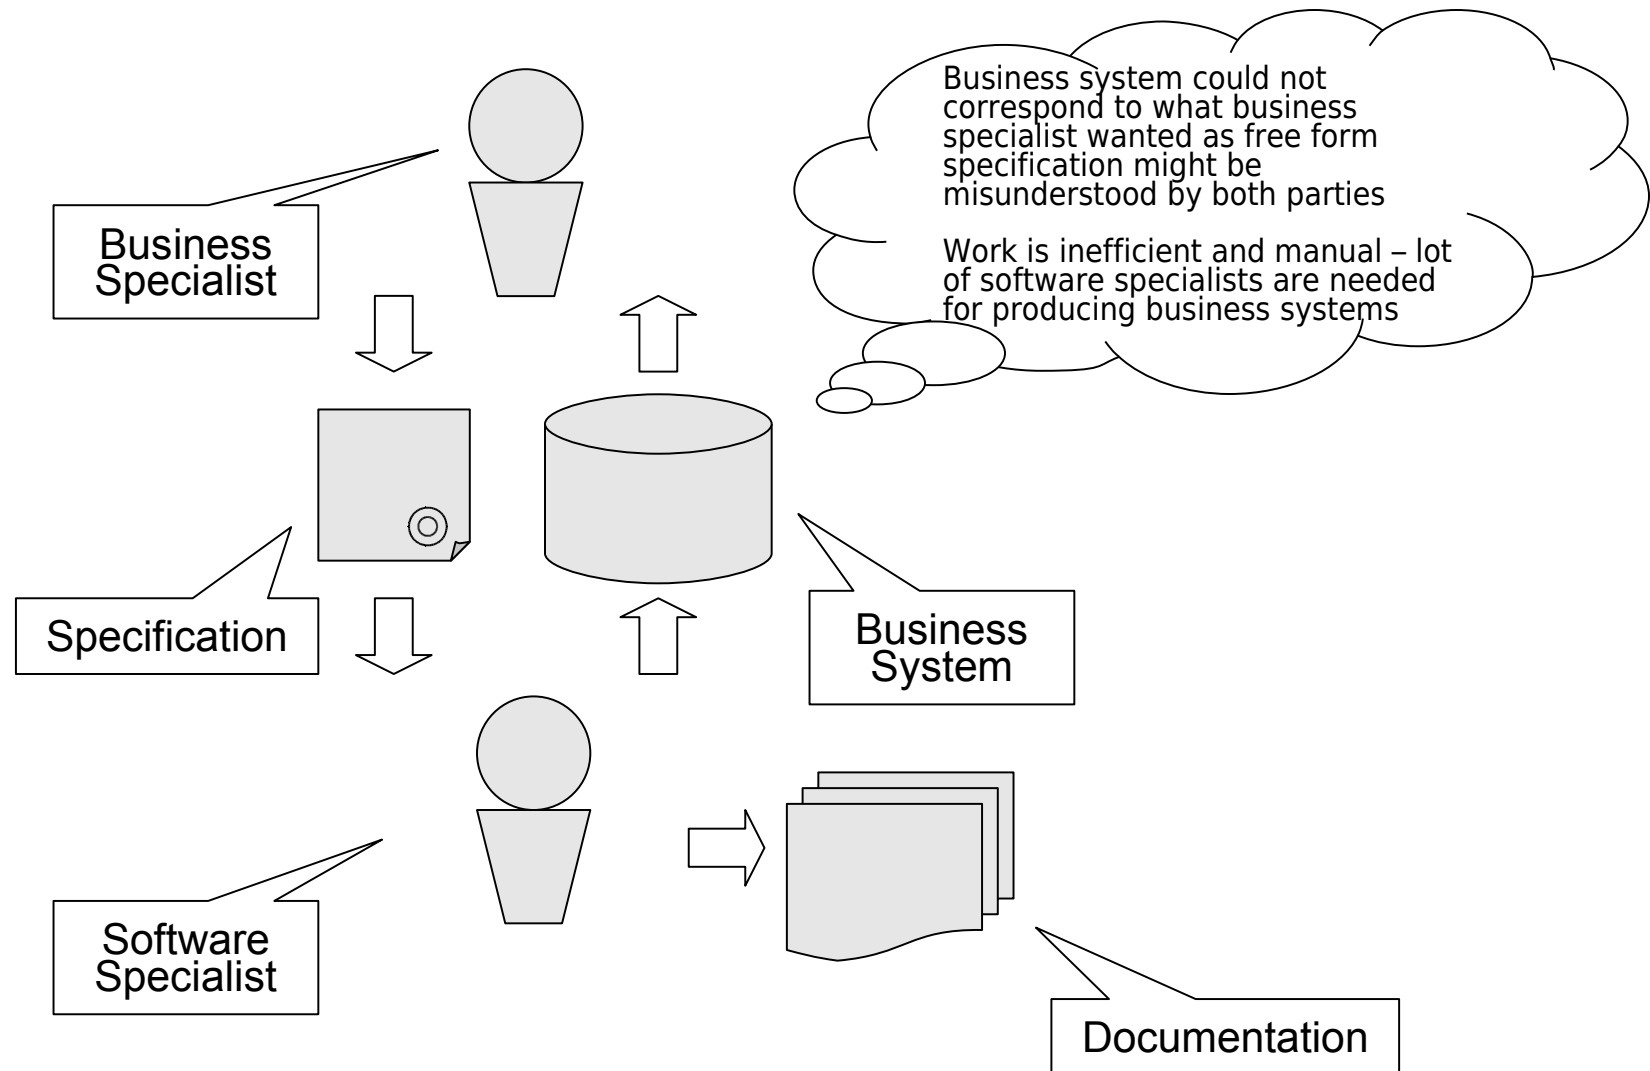 Business system could not
correspond to what business
specialist wanted as free form
specification might be
misunderstood by both parties
Work is inefficient and manual – lot
of software specialists are needed
for producing business systems
Business
Specialist
Specification
Business
System
Software
Specialist
Documentation